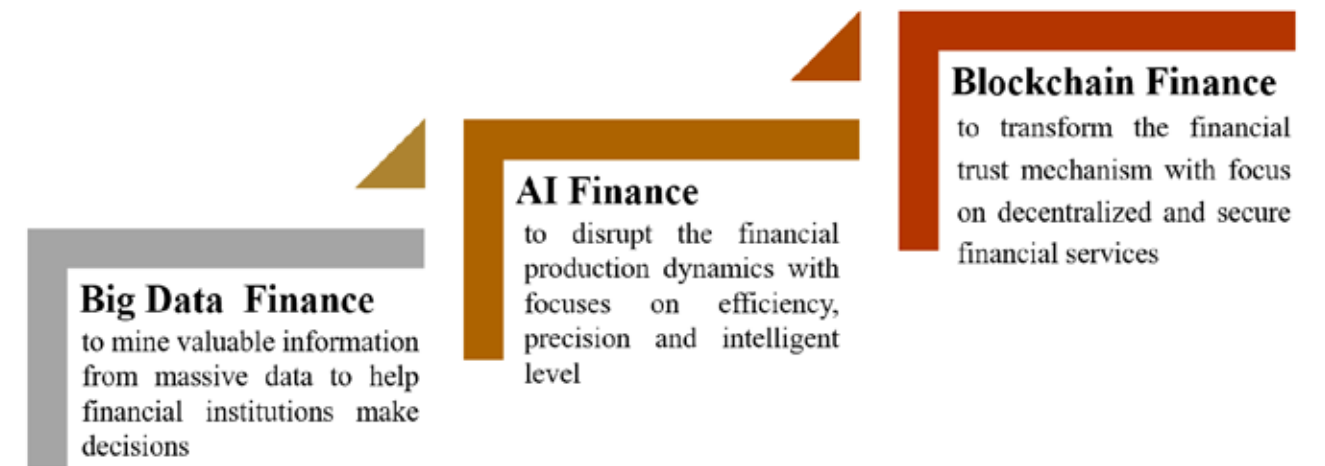 Big Data  Finance
to mine valuable information
from massive data to help
financial institutions make
decisions
AI Finance
to disrupt the financial
production dynamics with
focuses on efficiency,
precision and intelligent
level
Blockchain Finance
to transform the financial
trust mechanism with focus
on decentralized and secure
financial services